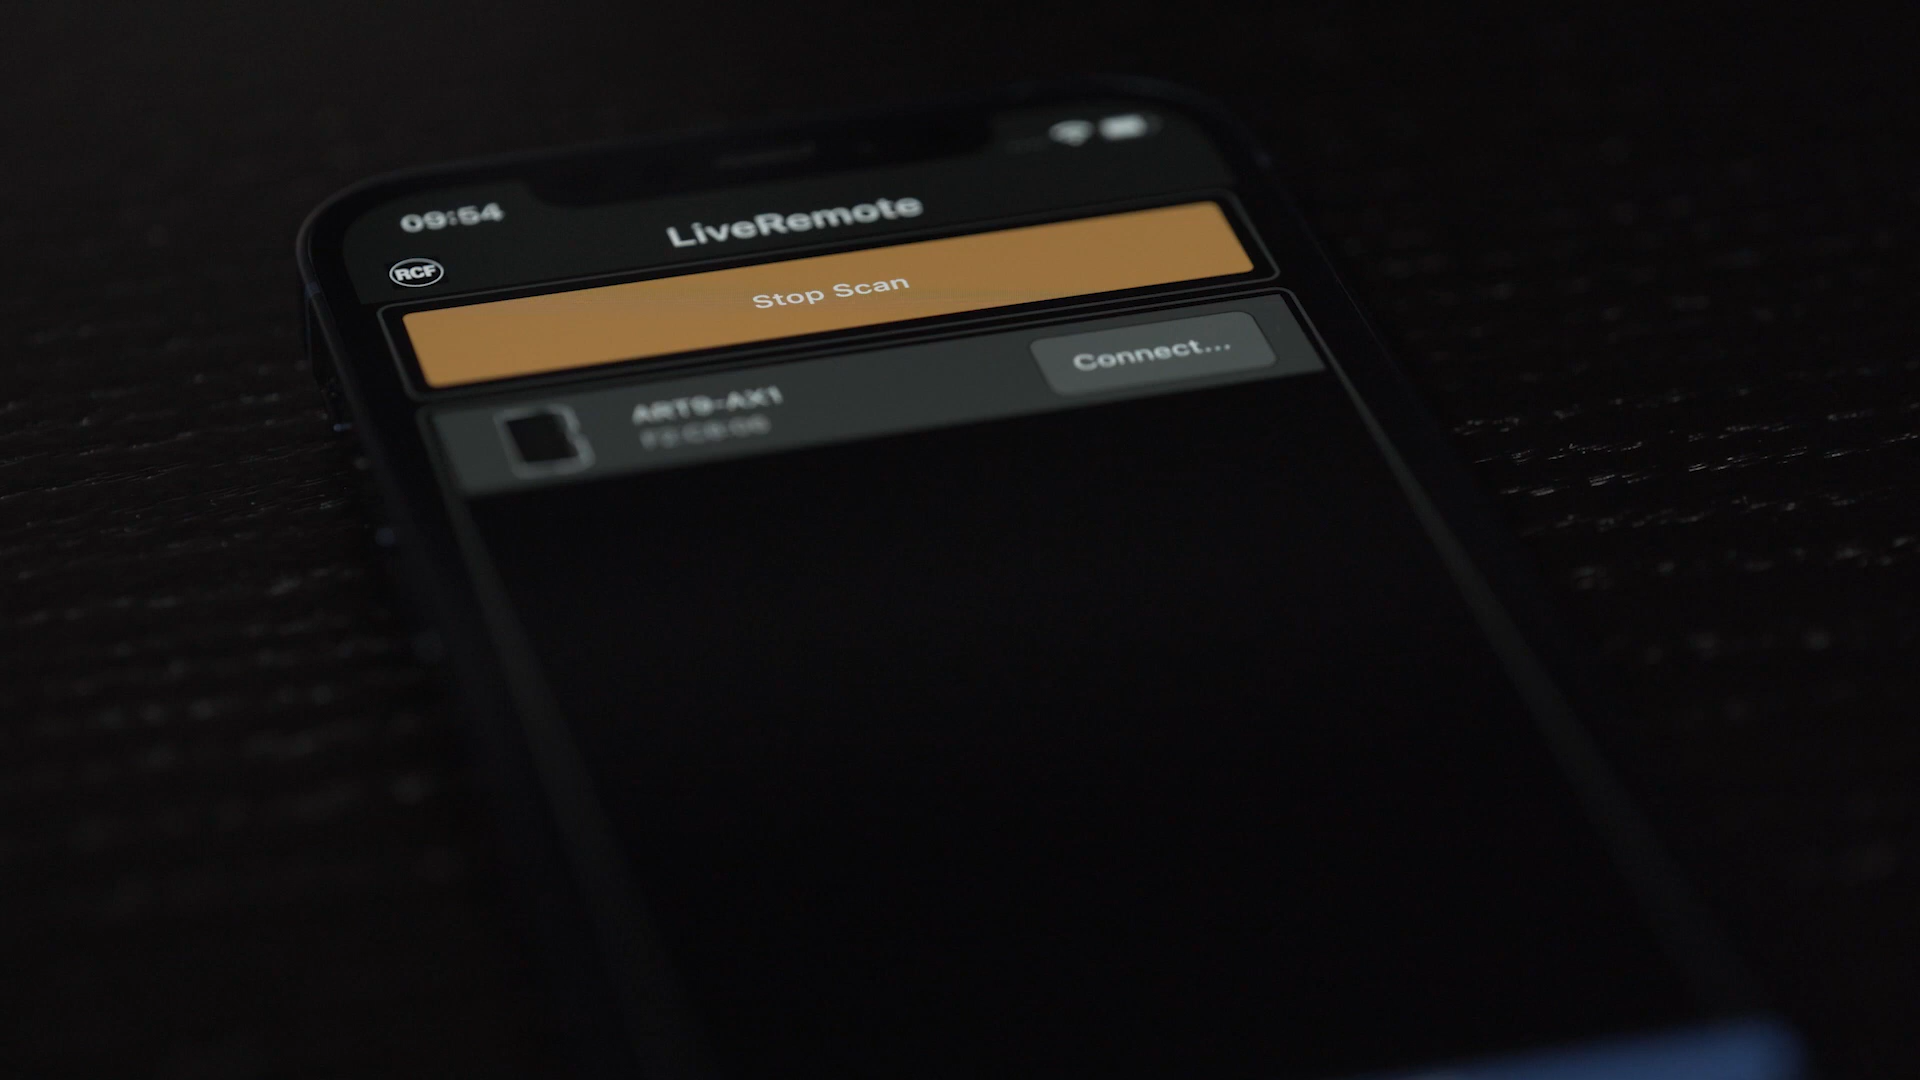 09:54
LiveRemote
RCF
Stop Scan
Connect...
ART9-AX1